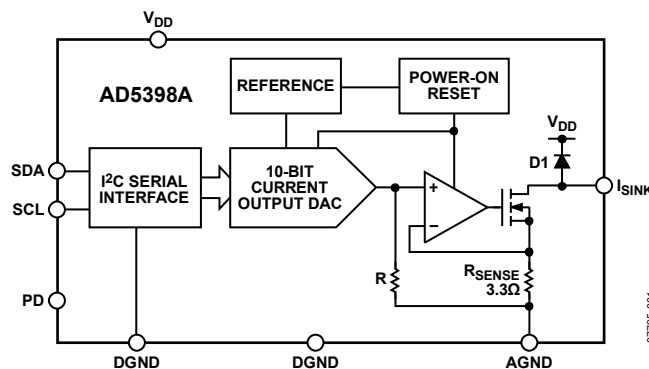 VDD
AD5398A
REFERENCE
POWER-ON
RESET
VDD
D1
SDA
SCL
I²C SERIAL
INTERFACE
10-BIT
CURRENT
OUTPUT DAC
+
−
ISINK
R
RSENSE
3.3Ω
PD
DGND
DGND
AGND